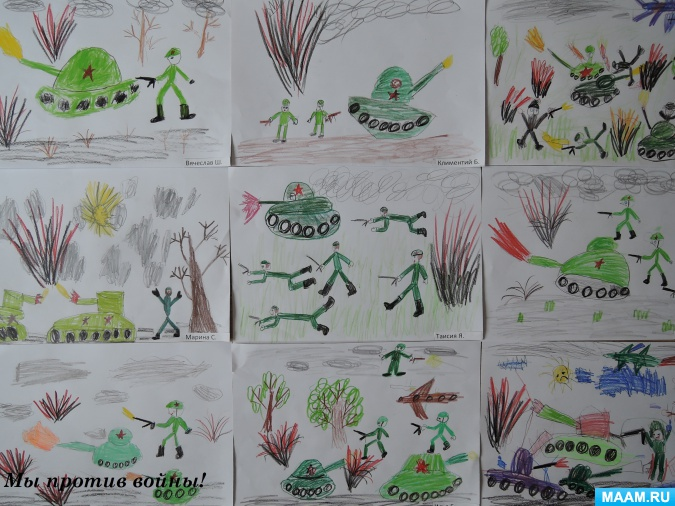 Вячеслав Ш
Климентий Б.
Марина С.
Таисия Я.
Мы против войны!
MAAM.RU